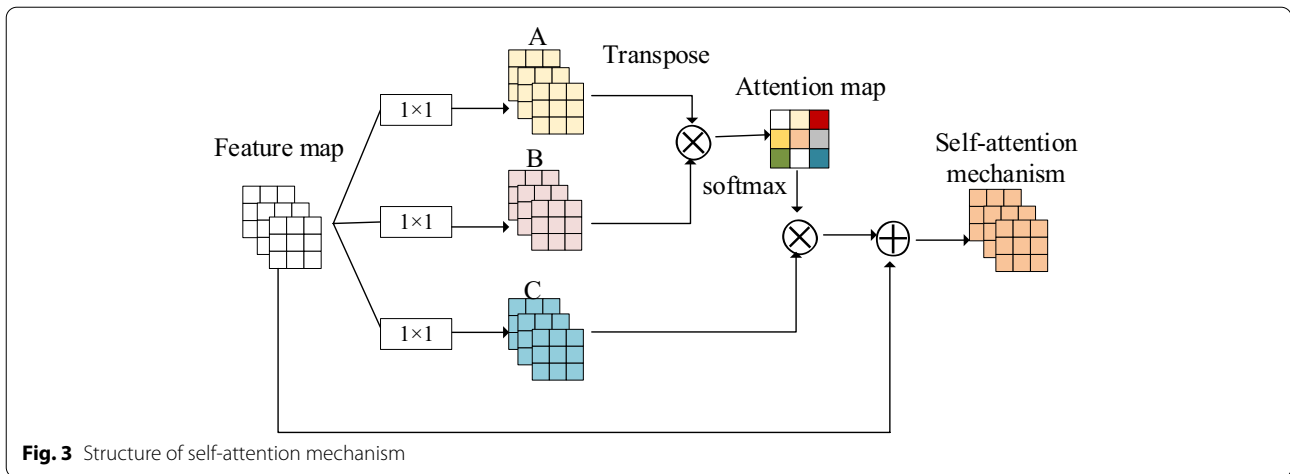 A
Transpose
1×1
Attention map
Feature map
B
Self-attention
mechanism
softmax
1×1
C
1×1
Fig. 3 Structure of self-attention mechanism